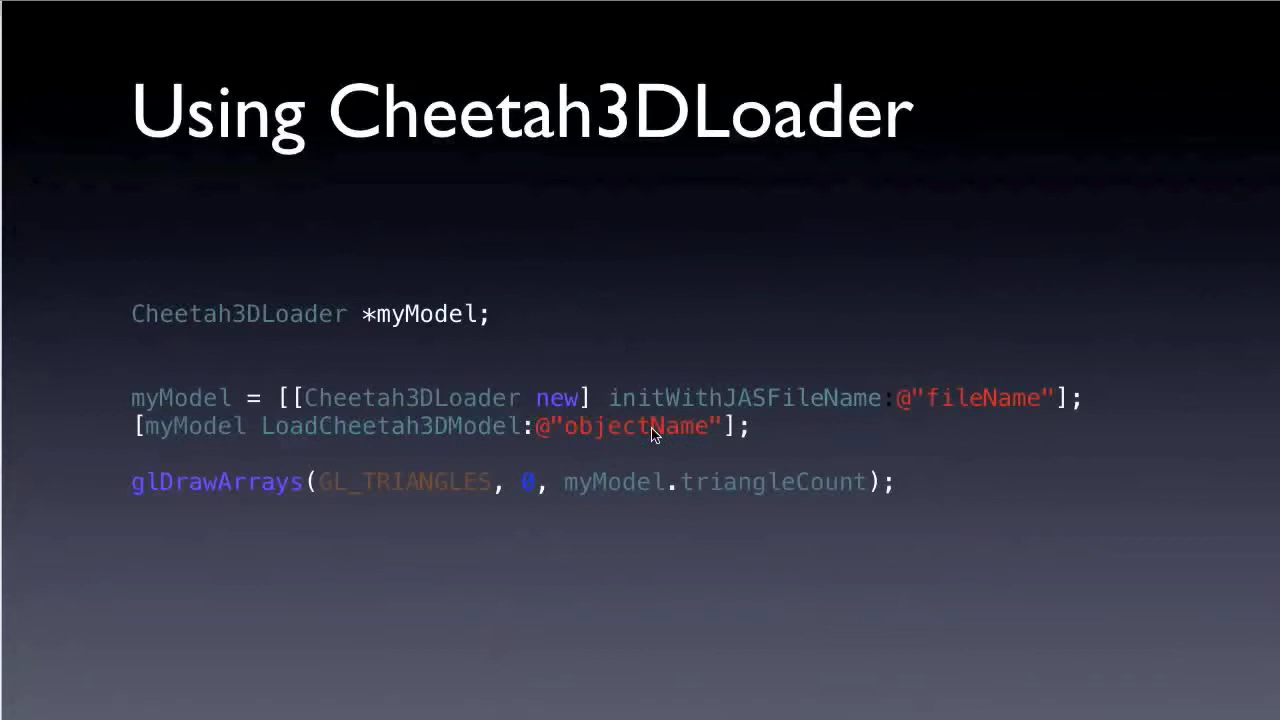 Using Cheetah3DLoader
Cheetah3DLoader *myModel;
myModel = [[Cheetah3DLoader new] initWithJASFileName:@"fileName"];
[myModel LoadCheetah3DModel:@"objectName"];
glDrawArrays(GL_TRIANGLES, 0, myModel.triangleCount);